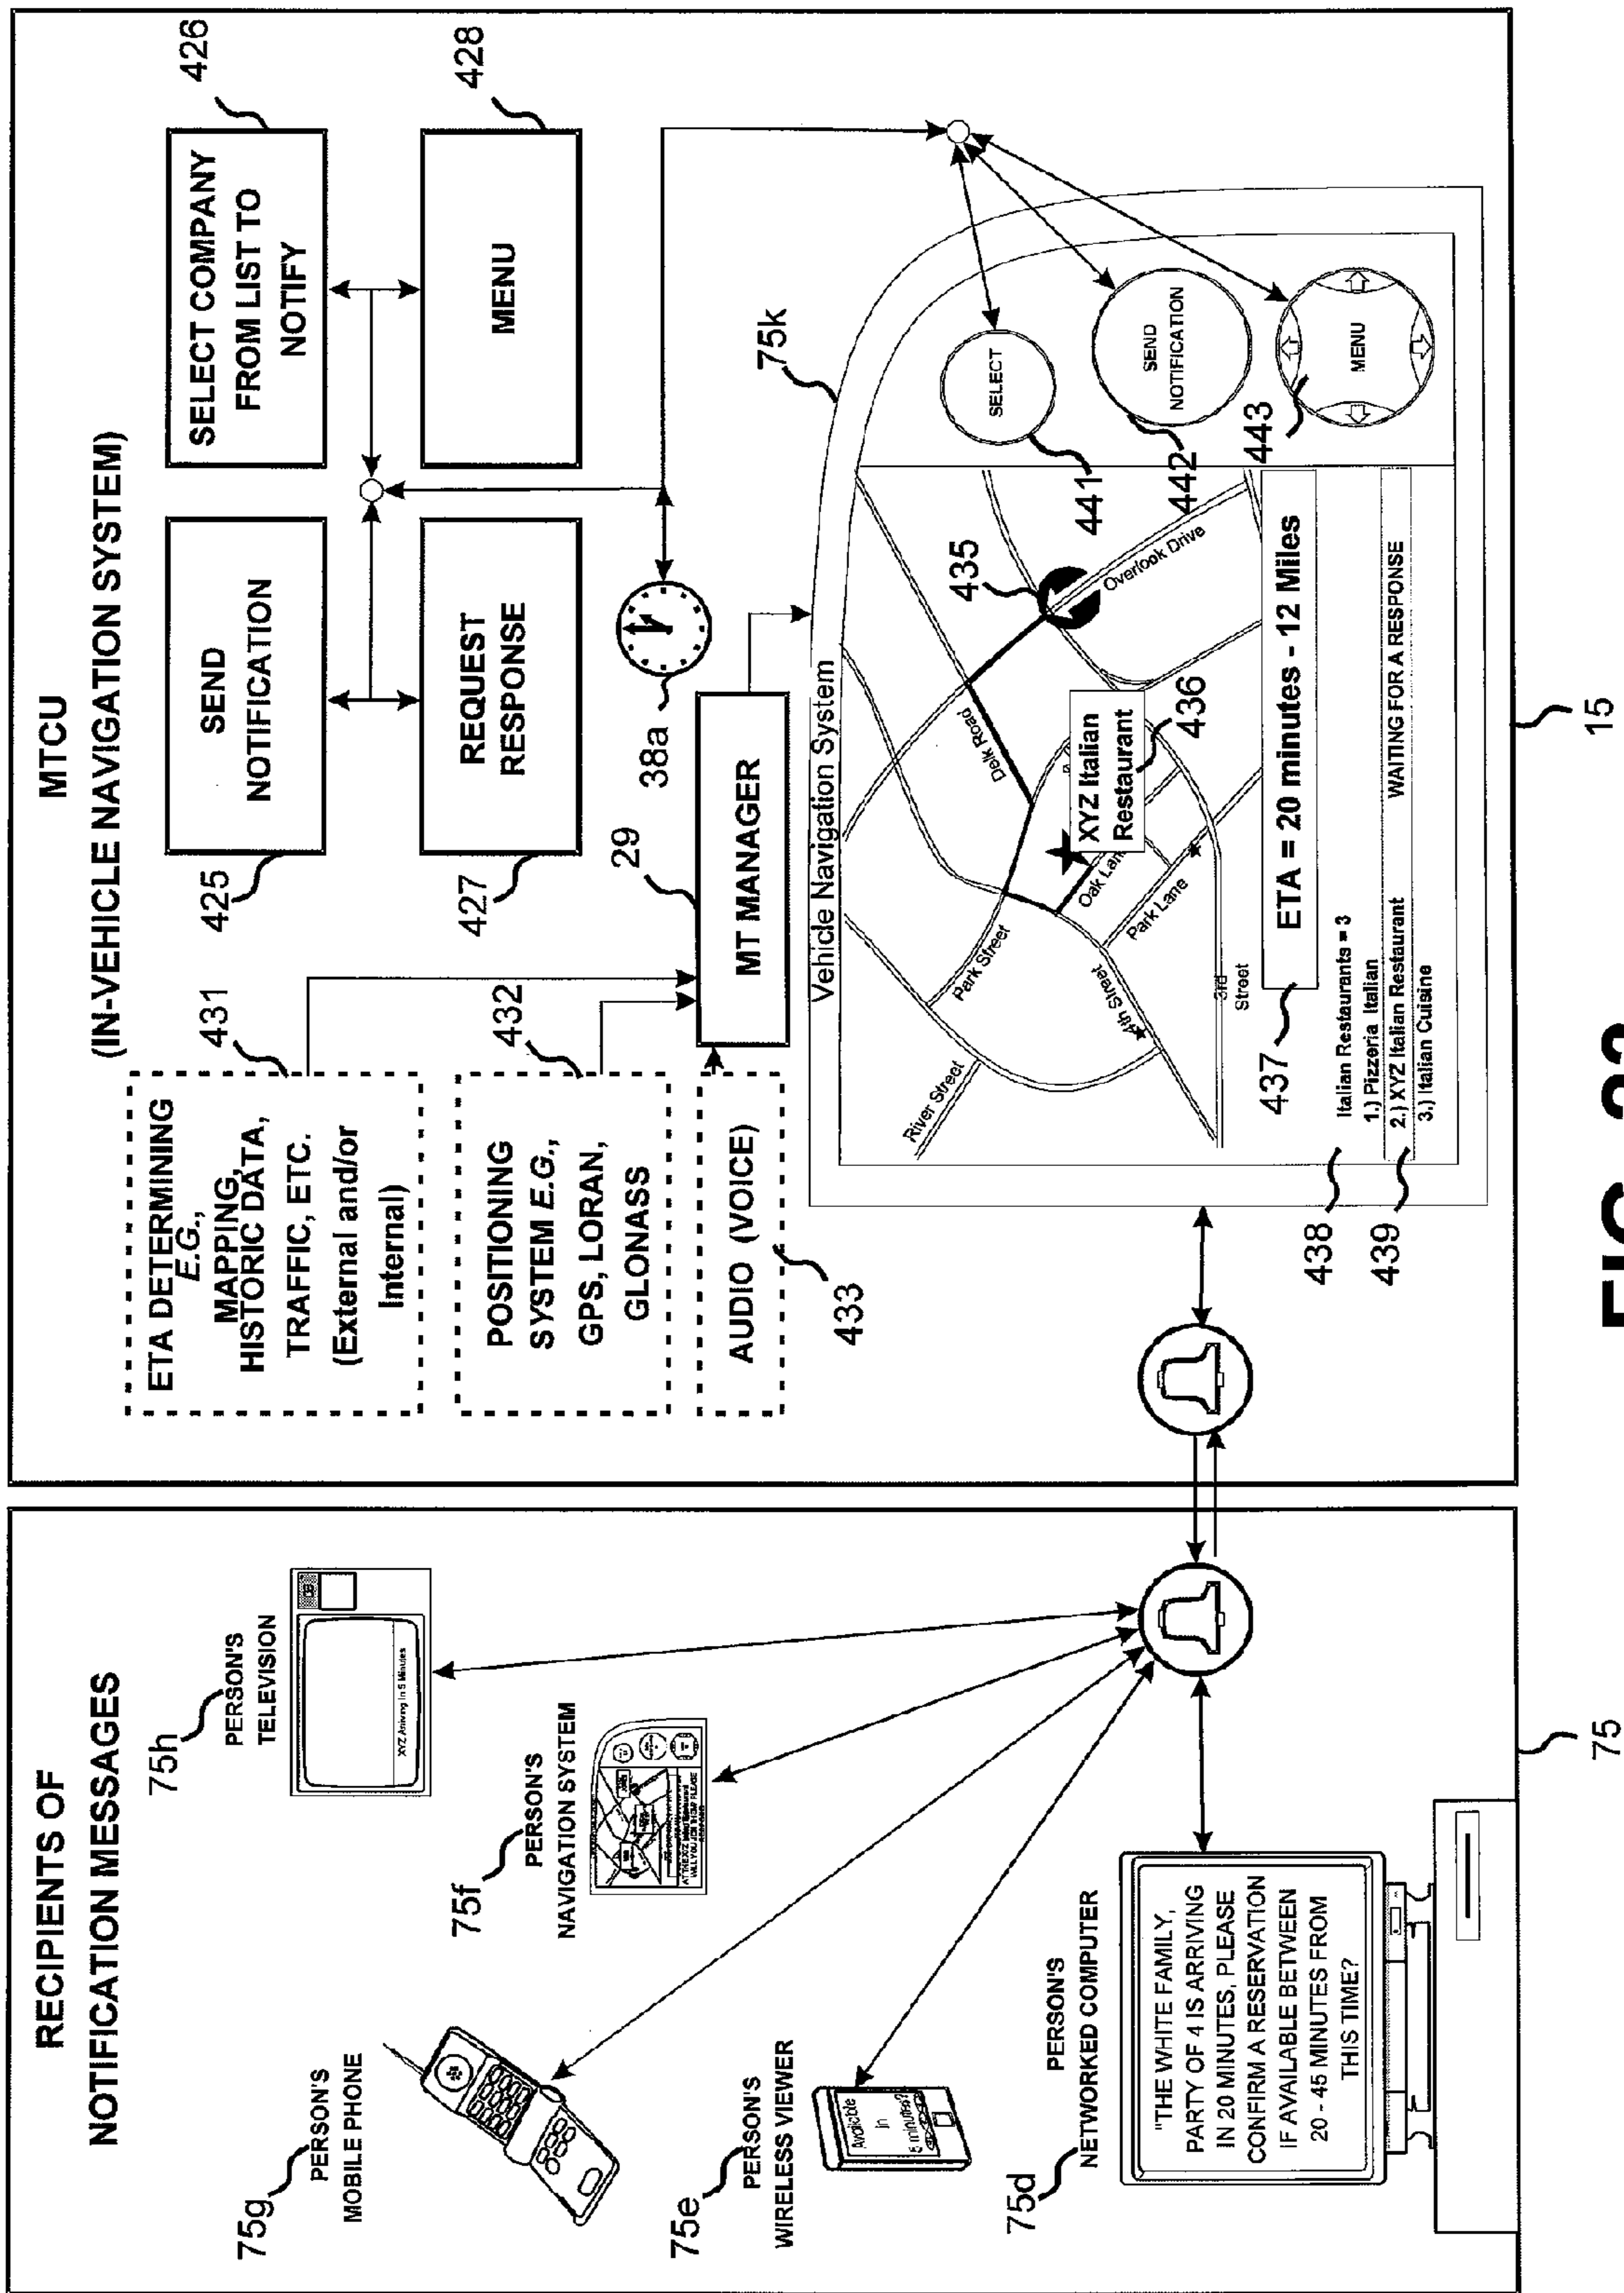 RECIPIENTS OF
NOTIFICATION MESSAGES
75g
PERSON'S
MOBILE PHONE
75h
PERSON'S
TELEVISION
XYZ Arriving In 5 Minutes
75f
PERSON'S
NAVIGATION SYSTEM
75e
PERSON'S
WIRELESS VIEWER
Available
in
5 minutes?
75d
PERSON'S
NETWORKED COMPUTER
"THE WHITE FAMILY,
PARTY OF 4 IS ARRIVING
IN 20 MINUTES, PLEASE
CONFIRM A RESERVATION
IF AVAILABLE BETWEEN
20 - 45 MINUTES FROM
THIS TIME?
75
MTCU
(IN-VEHICLE NAVIGATION SYSTEM)
ETA DETERMINING
E.G.,
MAPPING,
HISTORIC DATA,
TRAFFIC, ETC.
(External and/or
Internal)
431
POSITIONING
SYSTEM E.G.,
GPS, LORAN,
GLONASS
432
AUDIO (VOICE)
433
SEND
NOTIFICATION
425
SELECT COMPANY
FROM LIST TO
NOTIFY
426
REQUEST
RESPONSE
427
MENU
428
38a
29
MT MANAGER
75k
Vehicle Navigation System
River Street
Park Street
Delk Road
435
Overlook Drive
XYZ Italian
Restaurant
436
Oak Lan
Park Lane
4th Street
3rd
Street
437
ETA = 20 minutes - 12 Miles
438
Italian Restaurants = 3
1.) Pizzeria Italian
439
2.) XYZ Italian Restaurant WAITING FOR A RESPONSE
3.) Italian Cuisine
SELECT
441
SEND
NOTIFICATION
442
443
MENU
15